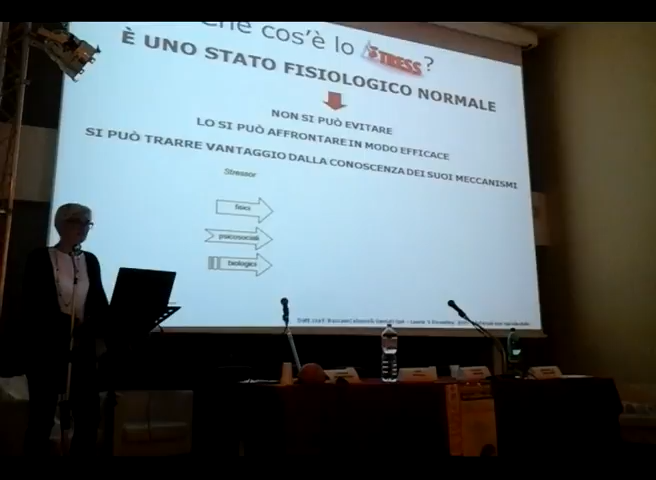 che cos'è lo STRESS?
È UNO STATO FISIOLOGICO NORMALE
NON SI PUÒ EVITARE
LO SI PUÒ AFFRONTARE IN MODO EFFICACE
SI PUÒ TRARRE VANTAGGIO DALLA CONOSCENZA DEI SUOI MECCANISMI
Stressor
fisici
psicosociali
biologici